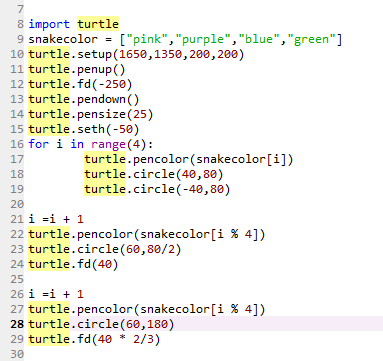 7
8 import turtle
9 snakecolor = ["pink","purple","blue","green"]
10 turtle.setup(1650,1350,200,200)
11 turtle.penup()
12 turtle.fd(-250)
13 turtle.pendown()
14 turtle.pensize(25)
15 turtle.seth(-50)
16 for i in range(4):
17         turtle.pencolor(snakecolor[i])
18         turtle.circle(40,80)
19         turtle.circle(-40,80)
20
21 i =i + 1
22 turtle.pencolor(snakecolor[i % 4])
23 turtle.circle(60,80/2)
24 turtle.fd(40)
25
26 i =i + 1
27 turtle.pencolor(snakecolor[i % 4])
28 turtle.circle(60,180)
29 turtle.fd(40 * 2/3)
30